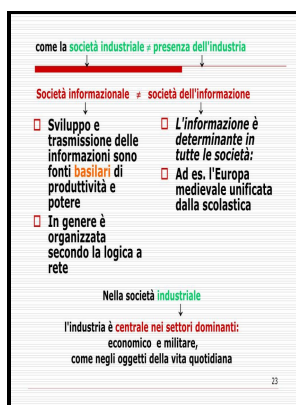 come la società industriale ≠ presenza dell'industria
Società informazionale ≠ società dell'informazione
Sviluppo e
trasmissione delle
informazioni sono
fonti basilari di
produttività e
potere
In genere è
organizzata
secondo la logica a
rete
L'informazione è
determinante in
tutte le società:
Ad es. l'Europa
medievale unificata
dalla scolastica
Nella società industriale
l'industria è centrale nei settori dominanti:
economico e militare,
come negli oggetti della vita quotidiana
23